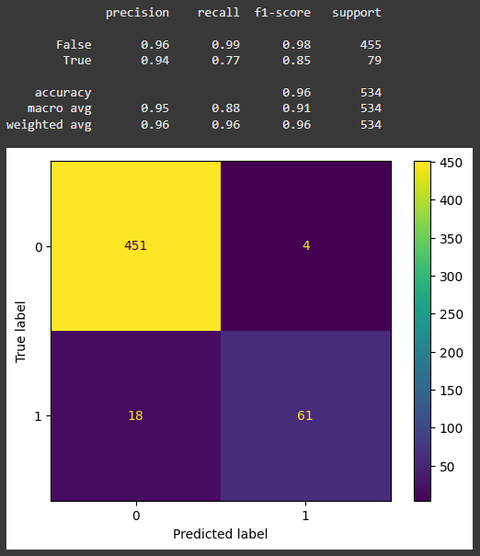 precision recall f1-score support
False 0.96 0.99 0.98 455
True 0.94 0.77 0.85 79
accuracy 0.96 534
macro avg 0.95 0.88 0.91 534
weighted avg 0.96 0.96 0.96 534
450
400
350
300
250
200
150
100
50
True label
0 451 4
1 18 61
0 1
Predicted label